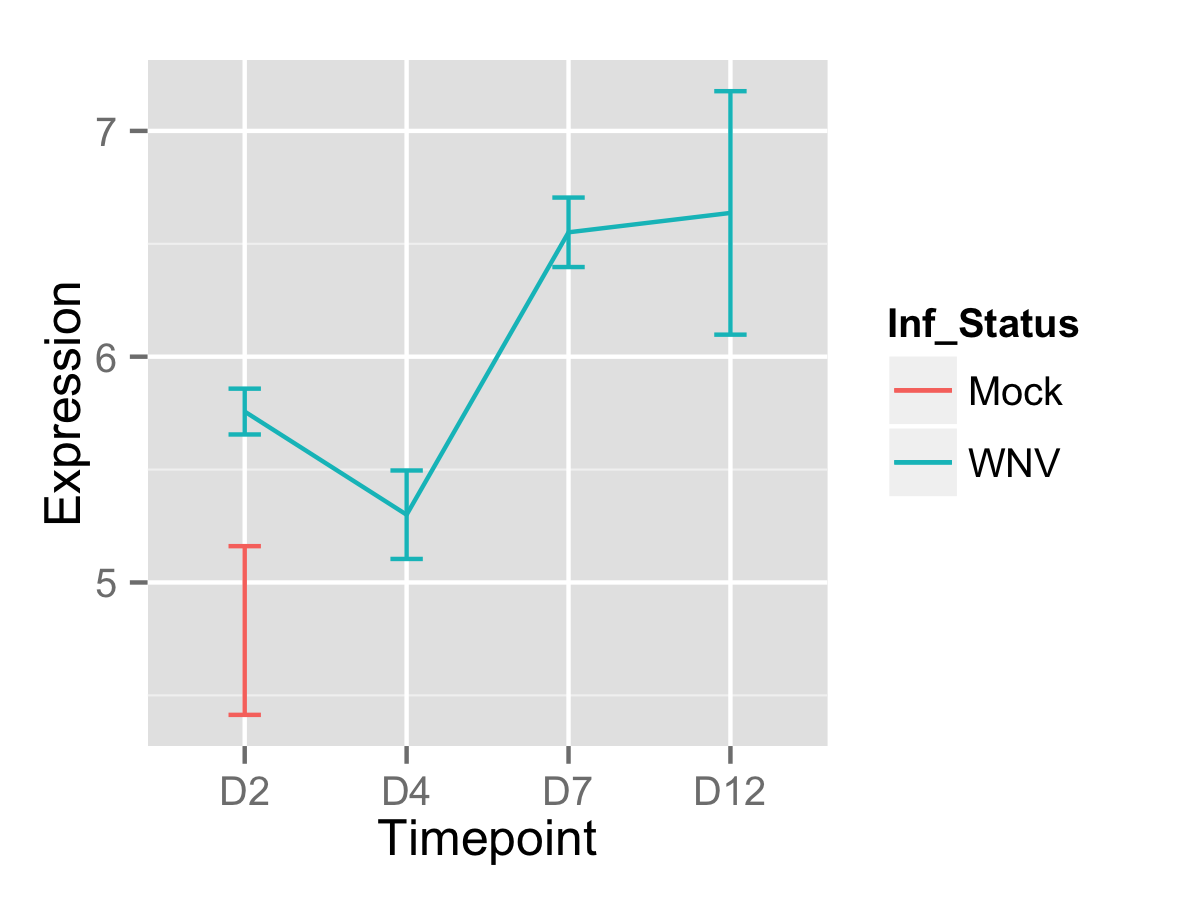 7
6
5
Expression
D2 D4 D7 D12
Timepoint
Inf_Status
Mock
WNV